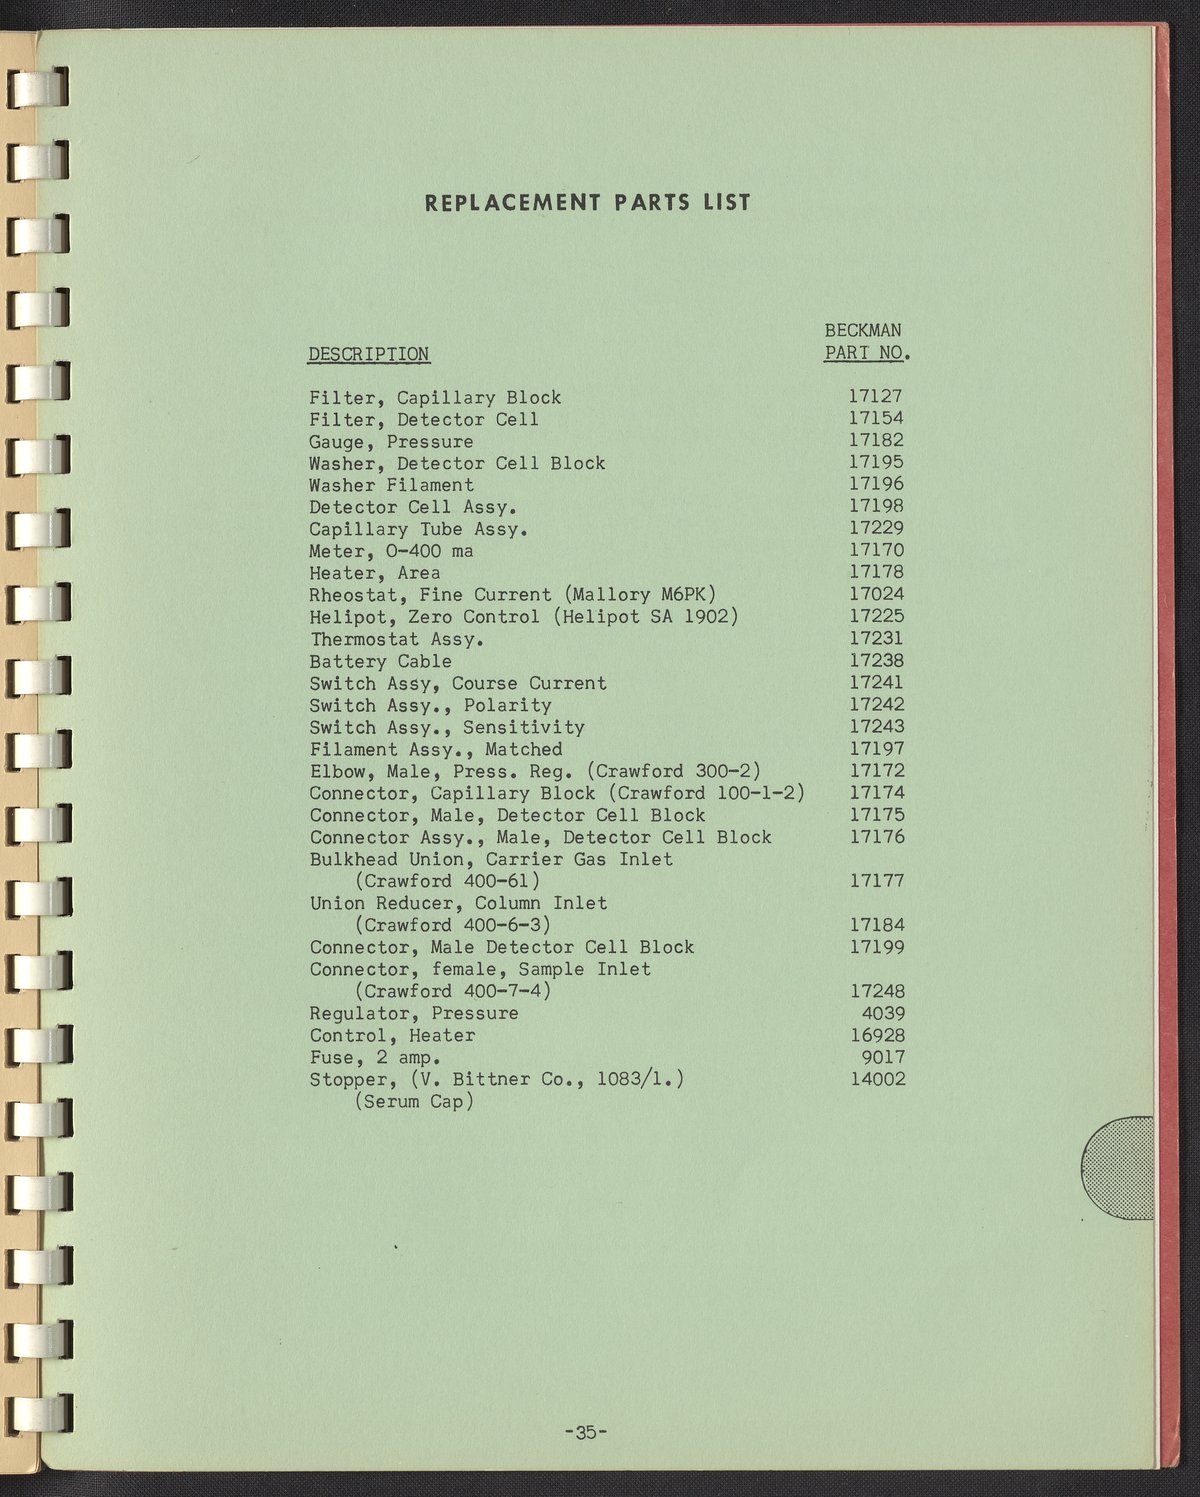 REPLACEMENT PARTS LIST
BECKMAN
DESCRIPTION PART NO.
Filter, Capillary Block 17127
Filter, Detector Cell 17154
Gauge, Pressure 17182
Washer, Detector Cell Block 17195
Washer Filament 17196
Detector Cell Assy. 17198
Capillary Tube Assy. 17229
Meter, 0-400 ma 17170
Heater, Area 17178
Rheostat, Fine Current (Mallory M6PK) 17024
Helipot, Zero Control (Helipot SA 1902) 17225
Thermostat Assy. 17231
Battery Cable 17238
Switch Assy, Course Current 17241
Switch Assy., Polarity 17242
Switch Assy., Sensitivity 17243
Filament Assy., Matched 17197
Elbow, Male, Press. Reg. (Crawford 300-2) 17172
Connector, Capillary Block (Crawford 100-1-2) 17174
Connector, Male, Detector Cell Block 17175
Connector Assy., Male, Detector Cell Block 17176
Bulkhead Union, Carrier Gas Inlet
(Crawford 400-61) 17177
Union Reducer, Column Inlet
(Crawford 400-6-3) 17184
Connector, Male Detector Cell Block 17199
Connector, female, Sample Inlet
(Crawford 400-7-4) 17248
Regulator, Pressure 4039
Control, Heater 16928
Fuse, 2 amp. 9017
Stopper, (V. Bittner Co., 1083/1.) 14002
(Serum Cap)
-35-